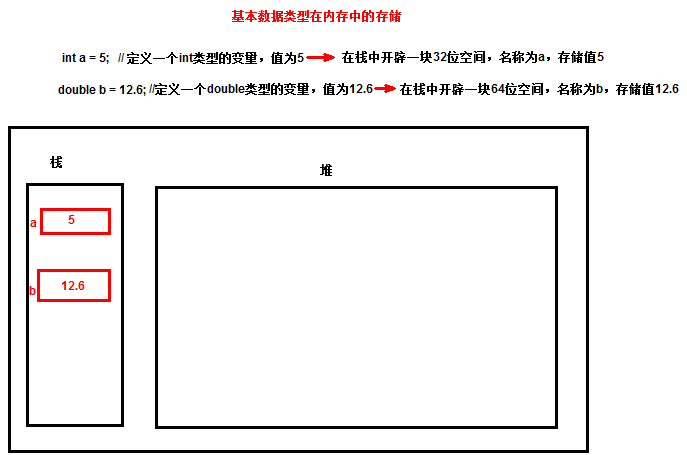 基本数据类型在内存中的存储
int a = 5; // 定义一个int类型的变量，值为5 在栈中开辟一块32位空间，名称为a，存储值5
double b = 12.6; //定义一个double类型的变量，值为12.6 在栈中开辟一块64位空间，名称为b，存储值12.6
栈
堆
a 5
b 12.6